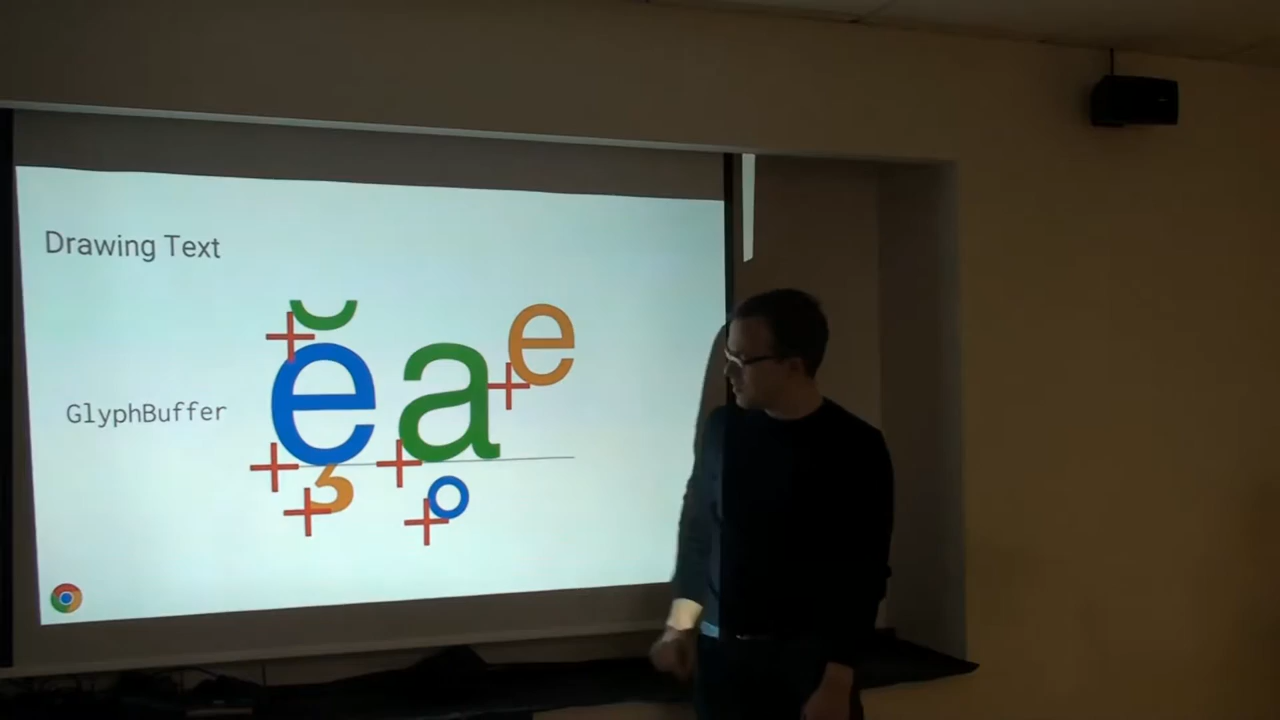 Drawing Text
GlyphBuffer
ḝ̆ ḁ̊ e